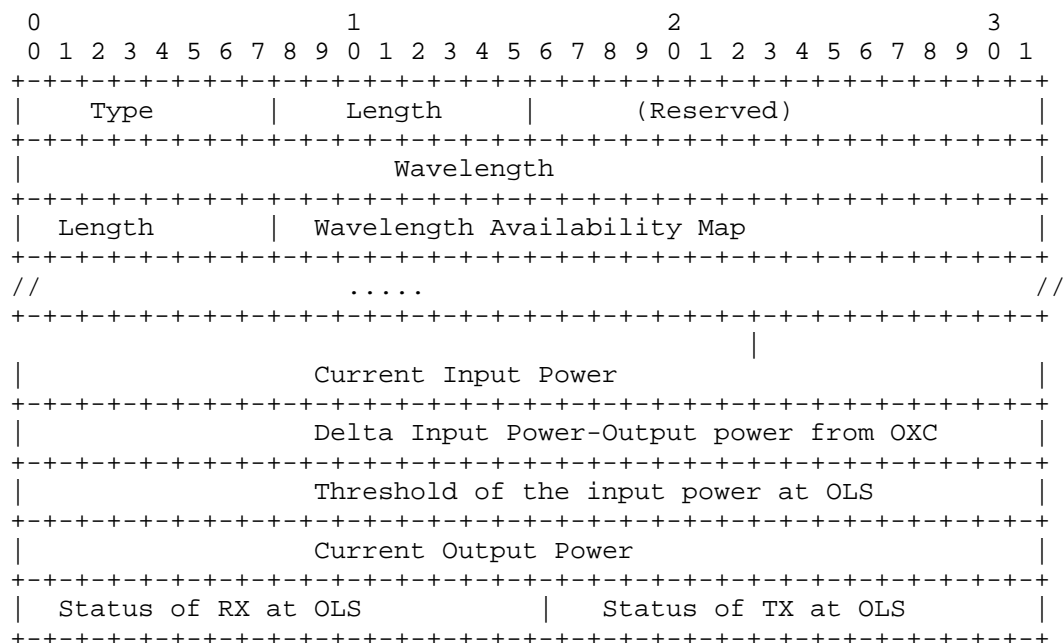 0                   1                   2                   3
 0 1 2 3 4 5 6 7 8 9 0 1 2 3 4 5 6 7 8 9 0 1 2 3 4 5 6 7 8 9 0 1
+-+-+-+-+-+-+-+-+-+-+-+-+-+-+-+-+-+-+-+-+-+-+-+-+-+-+-+-+-+-+-+-+
|    Type       |    Length     |      (Reserved)               |
+-+-+-+-+-+-+-+-+-+-+-+-+-+-+-+-+-+-+-+-+-+-+-+-+-+-+-+-+-+-+-+-+
|                       Wavelength                              |
+-+-+-+-+-+-+-+-+-+-+-+-+-+-+-+-+-+-+-+-+-+-+-+-+-+-+-+-+-+-+-+-+
|  Length       |  Wavelength Availability Map                  |
+-+-+-+-+-+-+-+-+-+-+-+-+-+-+-+-+-+-+-+-+-+-+-+-+-+-+-+-+-+-+-+-+
//                   .....                                      //
+-+-+-+-+-+-+-+-+-+-+-+-+-+-+-+-+-+-+-+-+-+-+-+-+-+-+-+-+-+-+-+-+
                                              |
|                  Current Input Power                          |
+-+-+-+-+-+-+-+-+-+-+-+-+-+-+-+-+-+-+-+-+-+-+-+-+-+-+-+-+-+-+-+-+
|                  Delta Input Power-Output power from OXC      |
+-+-+-+-+-+-+-+-+-+-+-+-+-+-+-+-+-+-+-+-+-+-+-+-+-+-+-+-+-+-+-+-+
|                  Threshold of the input power at OLS          |
+-+-+-+-+-+-+-+-+-+-+-+-+-+-+-+-+-+-+-+-+-+-+-+-+-+-+-+-+-+-+-+-+
|                  Current Output Power                         |
+-+-+-+-+-+-+-+-+-+-+-+-+-+-+-+-+-+-+-+-+-+-+-+-+-+-+-+-+-+-+-+-+
|  Status of RX at OLS           |   Status of TX at OLS        |
+-+-+-+-+-+-+-+-+-+-+-+-+-+-+-+-+-+-+-+-+-+-+-+-+-+-+-+-+-+-+-+-+